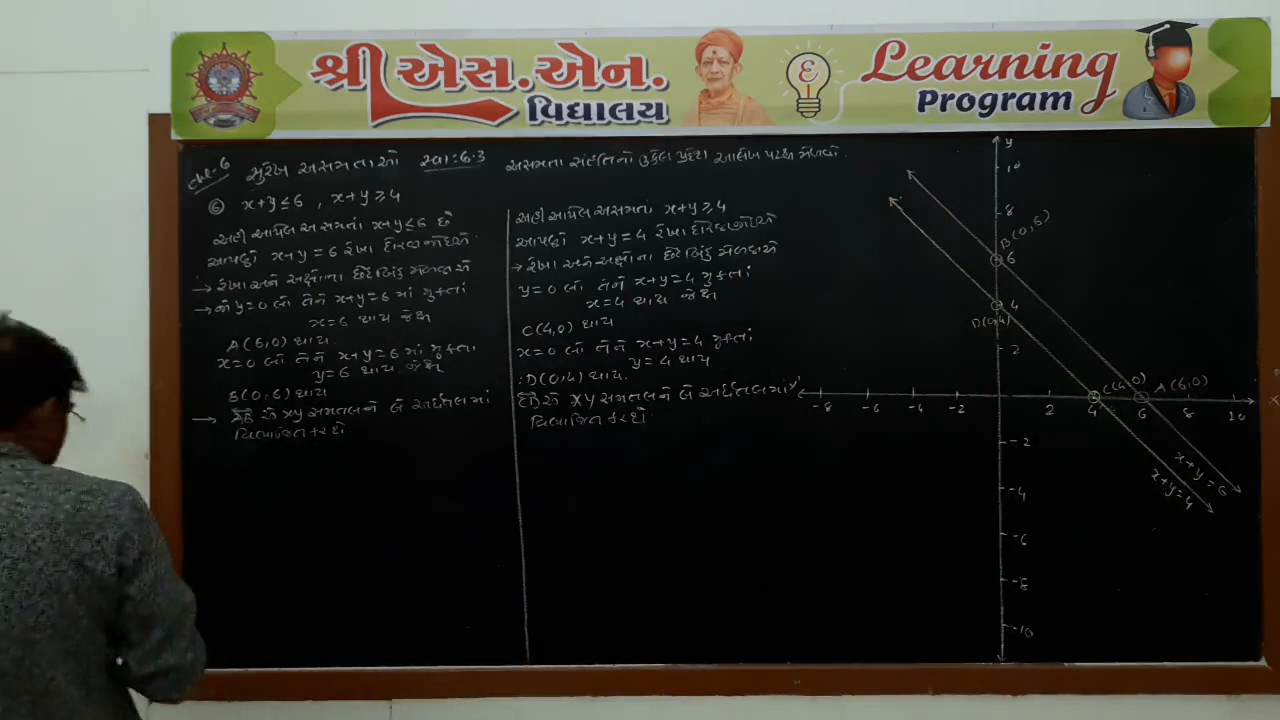 શ્રી એસ.એન. વિદ્યાલય
Learning Program
Ch-6 સુરેખ અસમતાઓ સ્વા:6.3 અસમતા સંહતિનો ઉકેલ પ્રદેશ આલેખ પરથી મેળવો.
⑥ x+y≤6 , x+y≥4
અહીં આપેલ અસમતા x+y≤6 છે
આપણે x+y=6 રેખા દોરવા જોઈએ
→ રેખા અને અક્ષોના છેદબિંદુ મેળવીએ
→ જો y=0 લો તેને x+y=6 માં મુકતાં
x=6 થાય જેથી
A(6,0) થાય.
x=0 લો તેને x+y=6 માં મુકતાં
y=6 થાય જેથી
B(0,6) થાય
→ XY સમતલને બે અર્ધતલમાં
વિભાજીત કરશે.
અહીં આપેલ અસમતા x+y≥4
આપણે x+y=4 રેખા દોરવા જોઈએ
→ રેખા અને અક્ષોના છેદબિંદુ મેળવીએ
y=0 લો તેને x+y=4 મુકતાં
x=4 થાય જેથી
C(4,0) થાય
x=0 લો તેને x+y=4 મુકતાં
y=4 થાય
:D(0,4) થાય.
XY સમતલને બે અર્ધતલમાં
વિભાજીત કરશે.
y
10
8
B(0,6)
6
4
D(0,4)
2
C(4,0) A(6,0)
x' -8 -6 -4 -2 2 4 6 8 10 X
-2
x+y=6
x+y=4
-4
-6
-8
-10